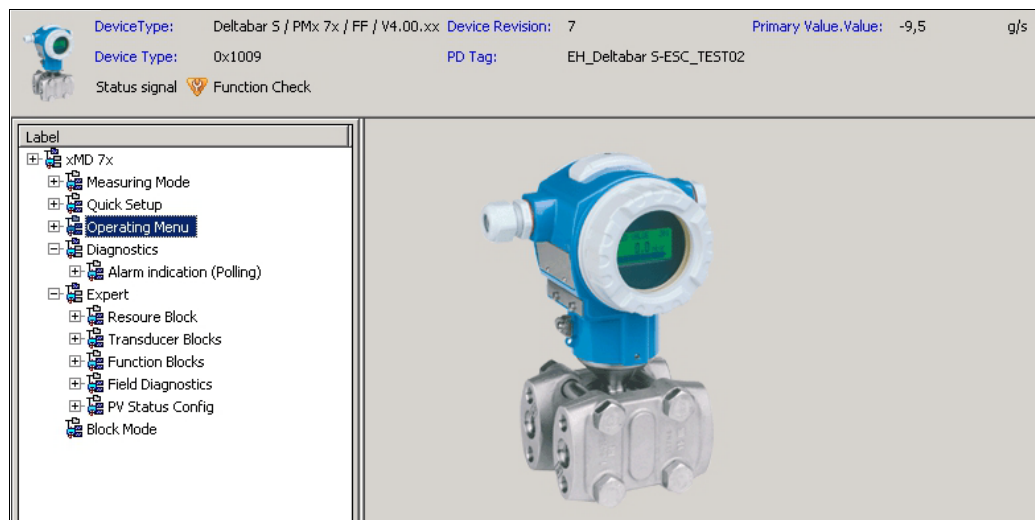 DeviceType: Deltabar S / PMx 7x / FF / V4.00.xx Device Revision: 7 Primary Value.Value: -9,5 g/s
Device Type: 0x1009 PD Tag: EH_Deltabar S-ESC_TEST02
Status signal Function Check
Label
xMD 7x
Measuring Mode
Quick Setup
Operating Menu
Diagnostics
Alarm indication (Polling)
Expert
Resoure Block
Transducer Blocks
Function Blocks
Field Diagnostics
PV Status Config
Block Mode